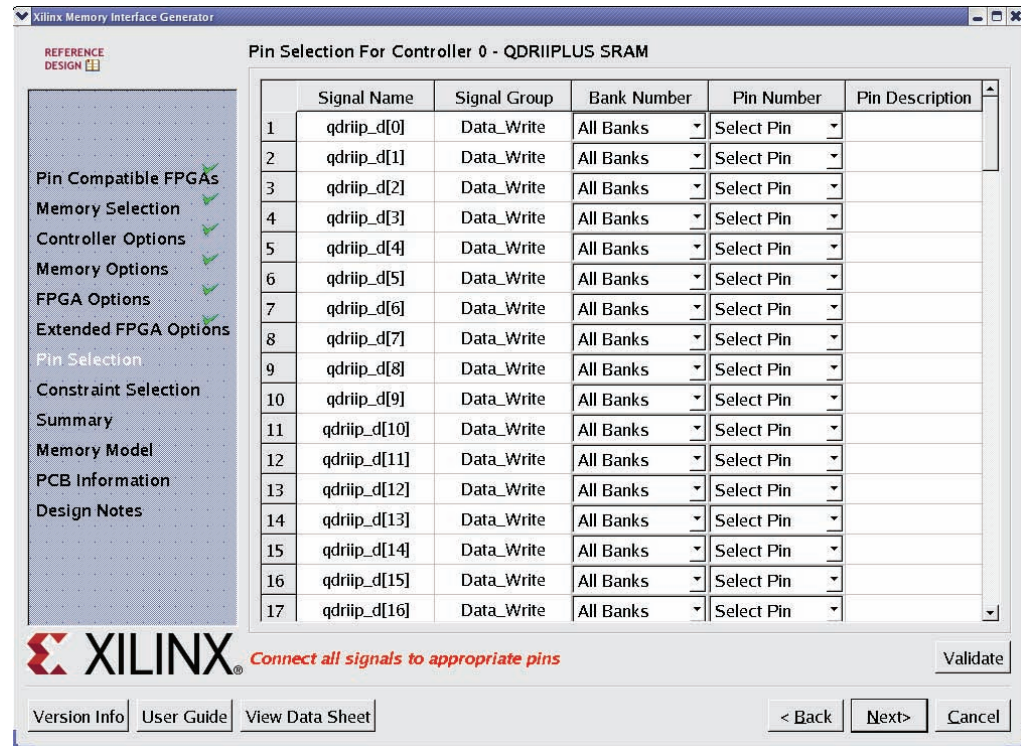 Xilinx Memory Interface Generator
REFERENCE
DESIGN
Pin Compatible FPGAs
Memory Selection
Controller Options
Memory Options
FPGA Options
Extended FPGA Options
Pin Selection
Constraint Selection
Summary
Memory Model
PCB Information
Design Notes
Pin Selection For Controller 0 - QDRIIPLUS SRAM
Signal Name Signal Group Bank Number Pin Number Pin Description
1 qdriip_d[0] Data_Write All Banks Select Pin
2 qdriip_d[1] Data_Write All Banks Select Pin
3 qdriip_d[2] Data_Write All Banks Select Pin
4 qdriip_d[3] Data_Write All Banks Select Pin
5 qdriip_d[4] Data_Write All Banks Select Pin
6 qdriip_d[5] Data_Write All Banks Select Pin
7 qdriip_d[6] Data_Write All Banks Select Pin
8 qdriip_d[7] Data_Write All Banks Select Pin
9 qdriip_d[8] Data_Write All Banks Select Pin
10 qdriip_d[9] Data_Write All Banks Select Pin
11 qdriip_d[10] Data_Write All Banks Select Pin
12 qdriip_d[11] Data_Write All Banks Select Pin
13 qdriip_d[12] Data_Write All Banks Select Pin
14 qdriip_d[13] Data_Write All Banks Select Pin
15 qdriip_d[14] Data_Write All Banks Select Pin
16 qdriip_d[15] Data_Write All Banks Select Pin
17 qdriip_d[16] Data_Write All Banks Select Pin
XILINX®
Connect all signals to appropriate pins
Validate
Version Info User Guide View Data Sheet < Back Next> Cancel